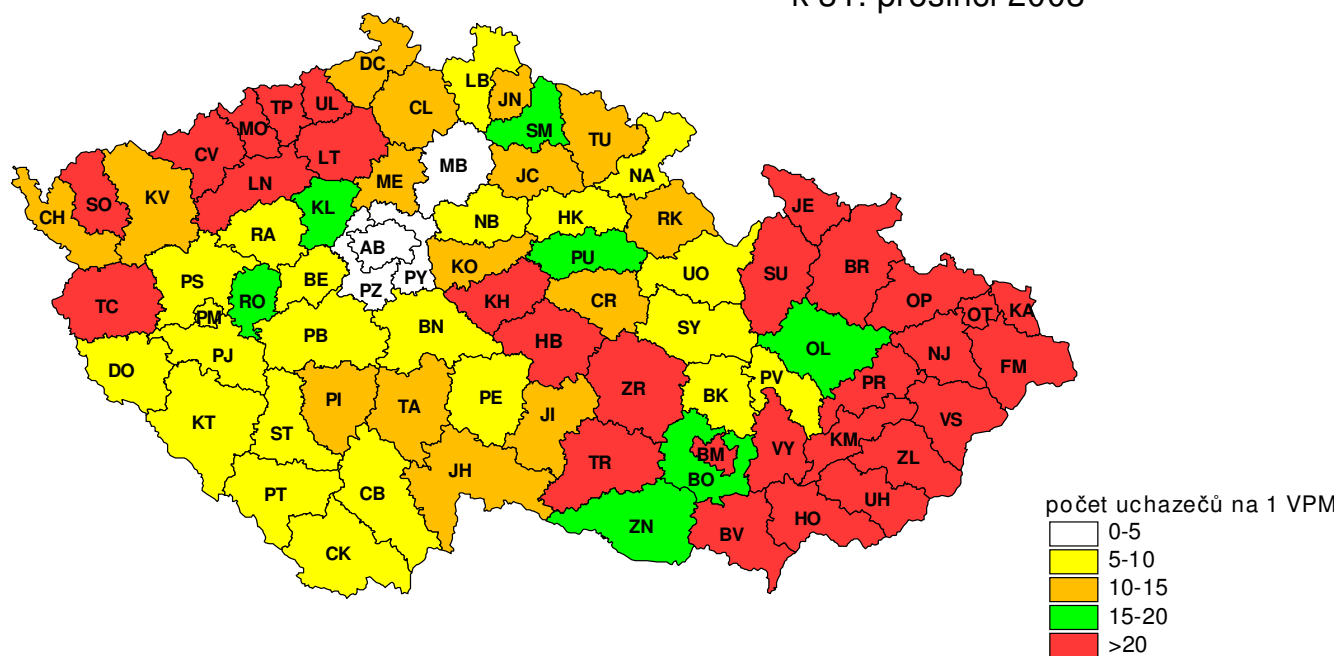 k 31. prosinci
DC
LB
TP
UL
CL
JN
MO
SM
TU
CV
LT
MB
LN
ME
JC
NA
KV
SO
KL
CH
NB
HK
RK
JE
RA
AB
PU
BR
KO
UO
SU
PS
BE
PY
PZ
RO
KH
CR
OP
TC
PM
OT
KA
BN
SY
PB
HB
OL
PJ
NJ
DO
FM
PV
PR
ZR
BK
PE
PI
TA
JI
KT
VS
ST
KM
VY
BM
JH
ZL
TR
BO
PT
CB
UH
HO
ZN
BV
CK
počet uchazečů na 1 VPM
0-5
5-10
10-15
15-20
>20